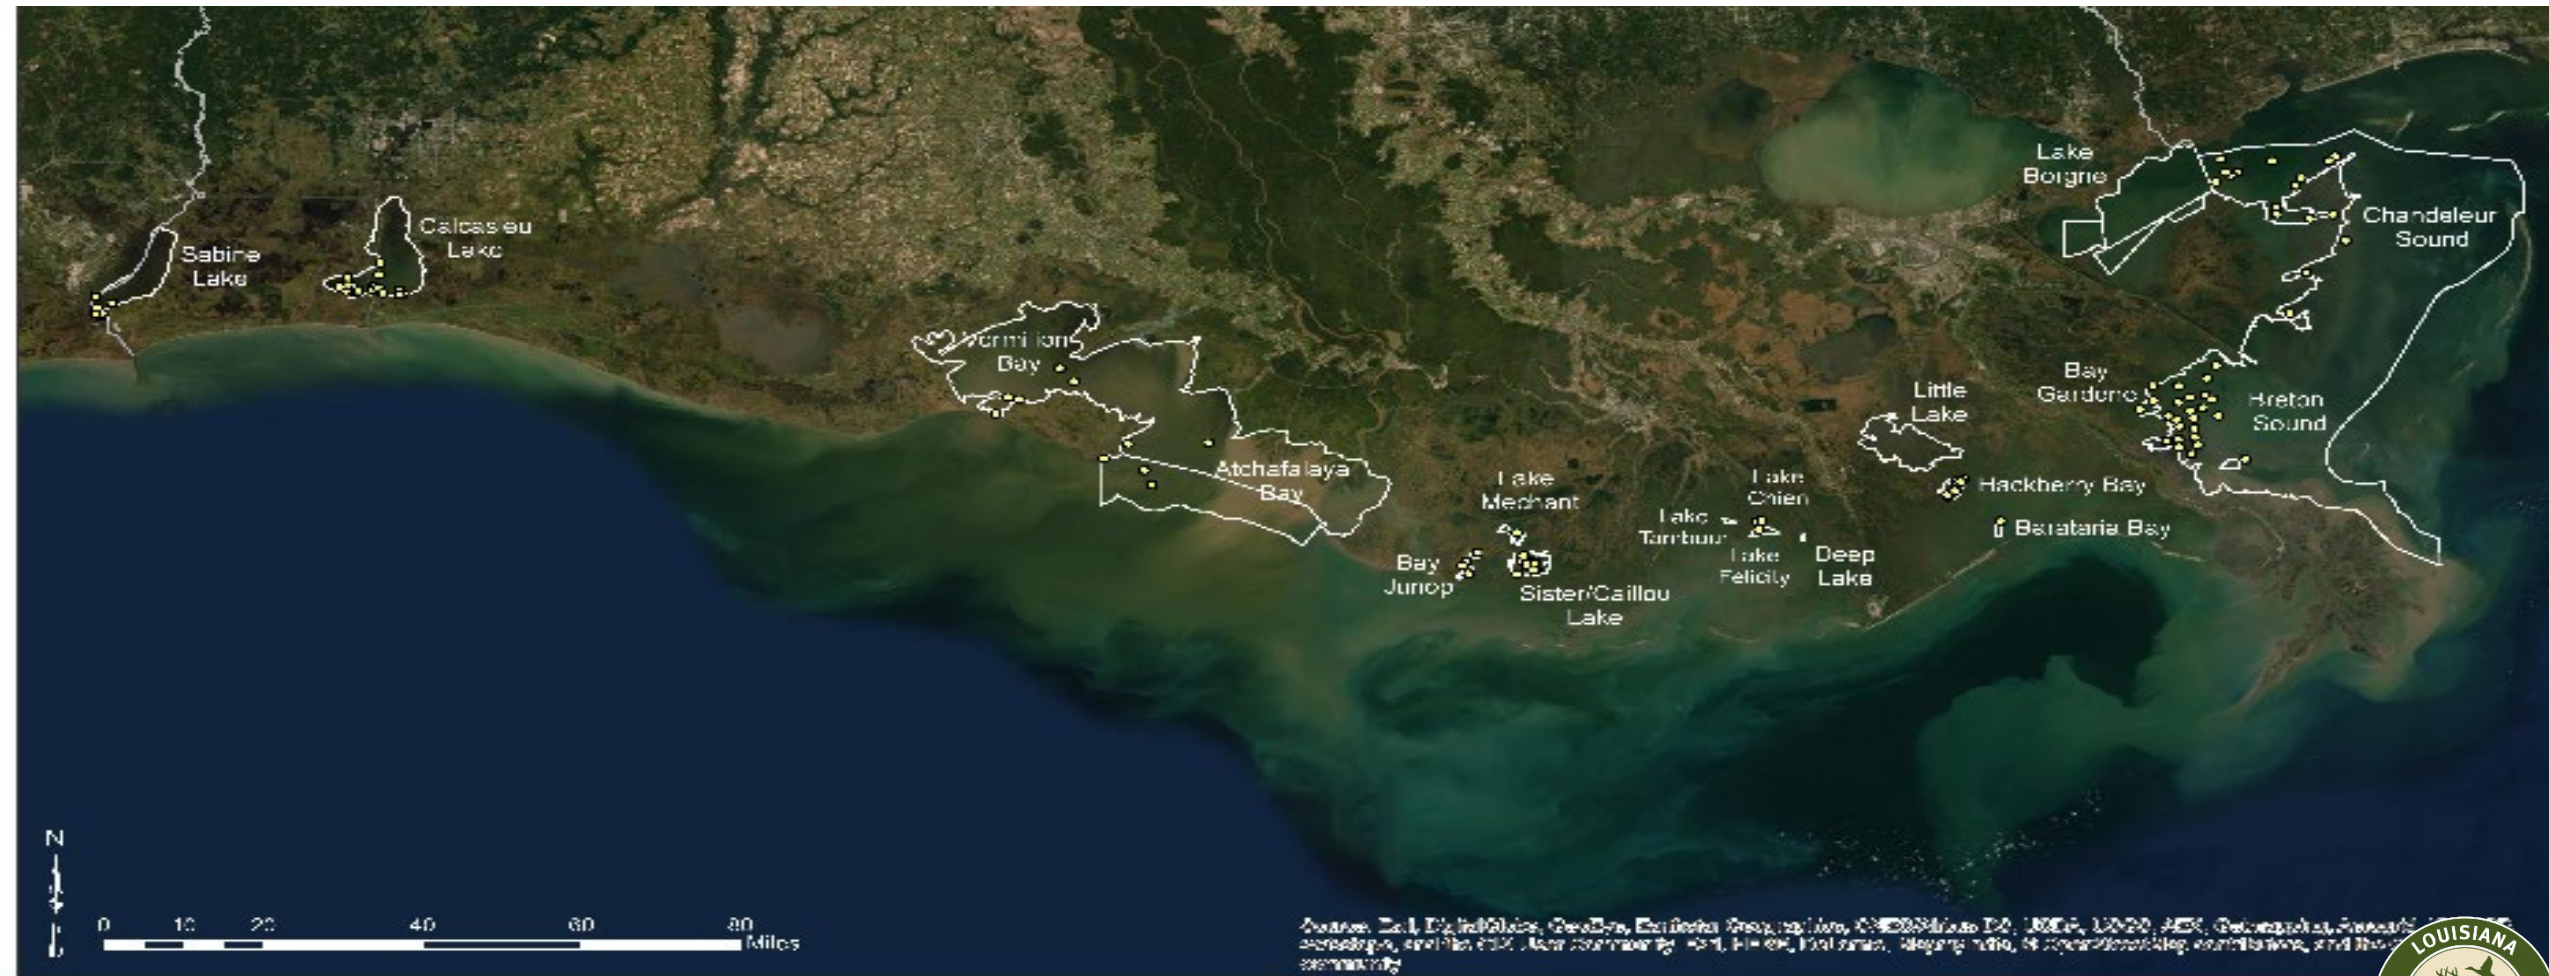 Lake
Borgne
Chandeleur
Sound
Calcasieu
Lake
Sabine
Lake
Vermilion
Bay
Bay
Gardene
Little
Lake
Breton
Sound
Atchafalaya
Bay
Lake
Mechant
Lake
Chien
Hackberry Bay
Lake
Tambour
Barataria Bay
Bay
Junop
Lake
Felicity
Deep
Lake
Sister/Caillou
Lake
N
0 10 20 40 60 80
Miles
community
LOUISIANA